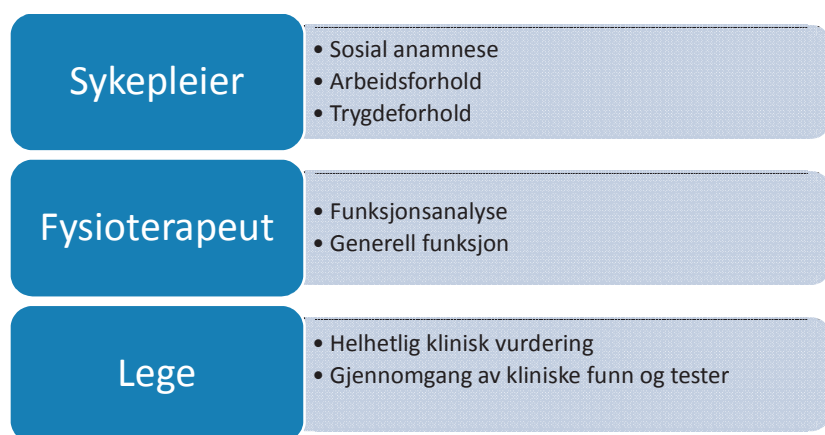 Sykepleier
• Sosial anamnese
• Arbeidsforhold
• Trygdeforhold
Fysioterapeut
• Funksjonsanalyse
• Generell funksjon
Lege
• Helhetlig klinisk vurdering
• Gjennomgang av kliniske funn og tester